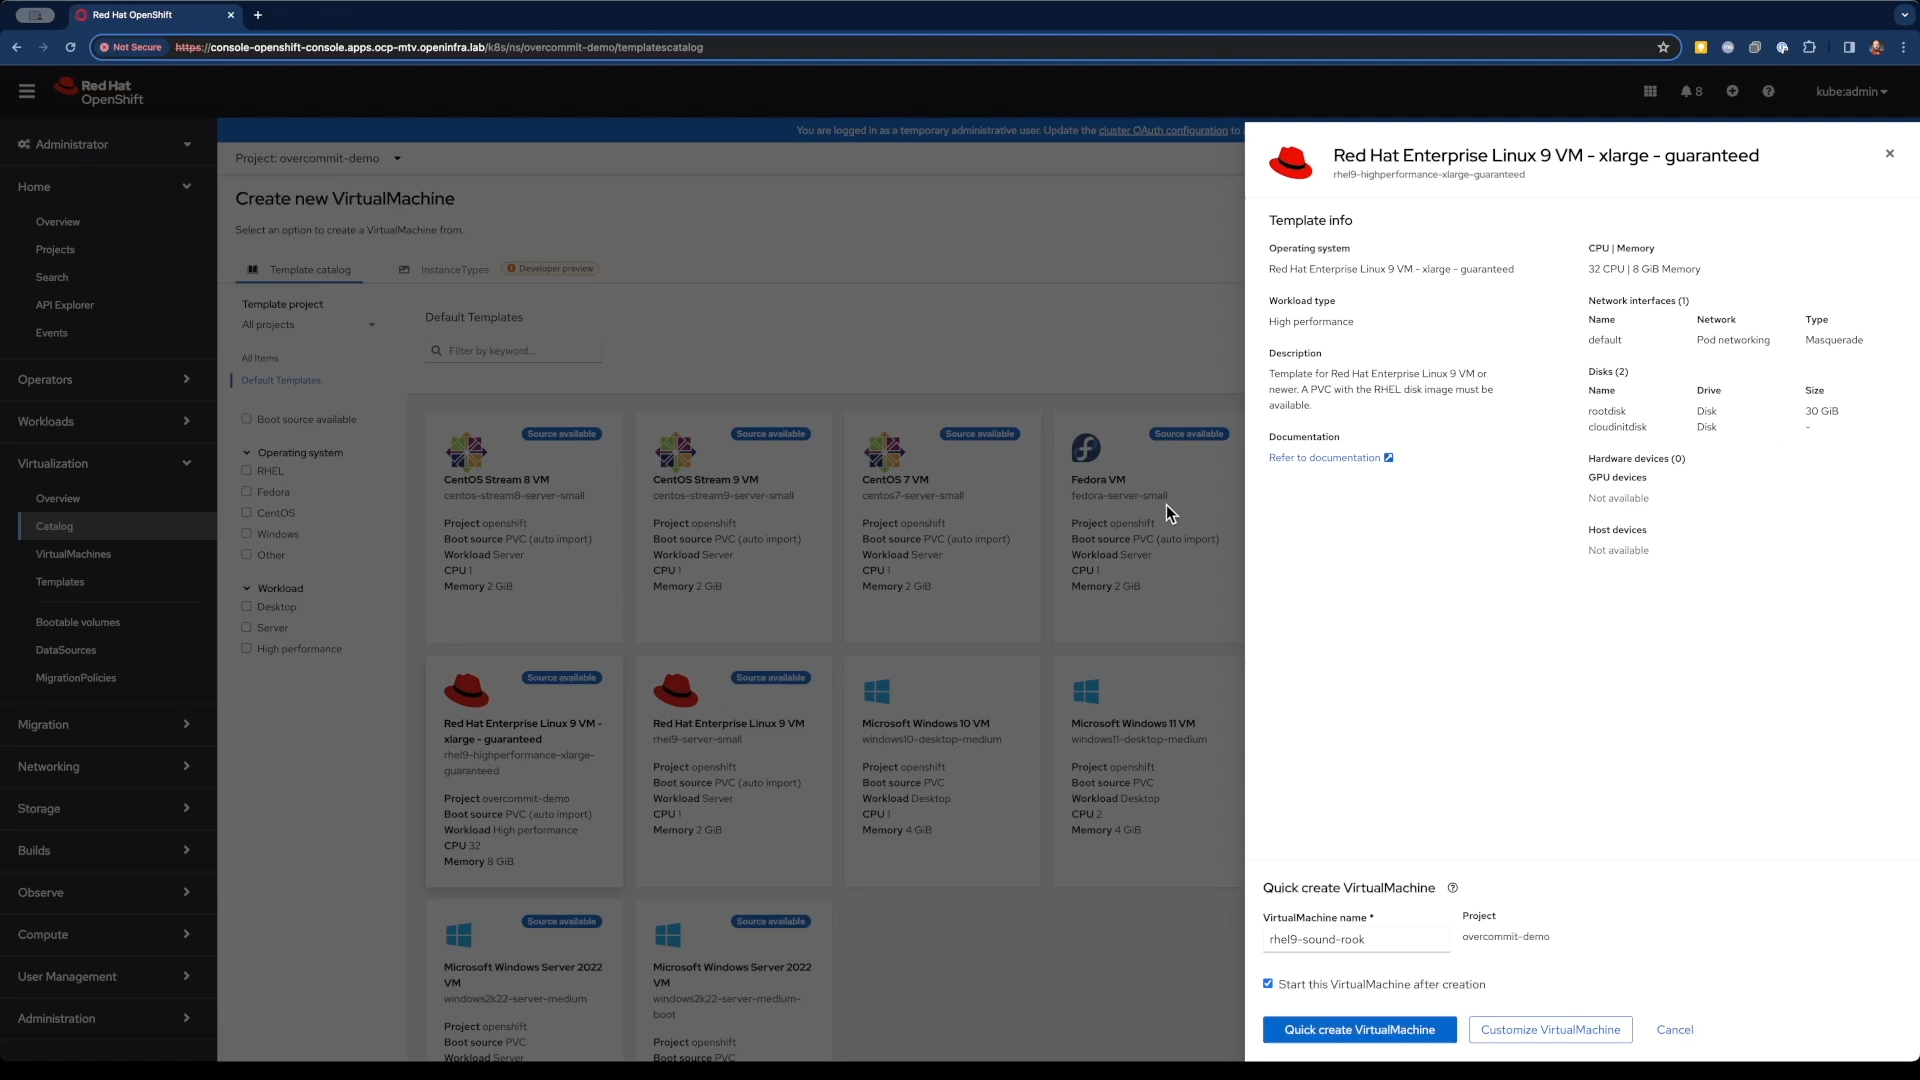 Red Hat OpenShift
Not Secure
https://console-openshift-console.apps.ocp-mtv.openinfra.lab/k8s/ns/overcommit-demo/templatescatalog
Red Hat
OpenShift
8
kube:admin
You are logged in as a temporary administrative user. Update the cluster OAuth configuration to
Administrator
Home
Overview
Projects
Search
API Explorer
Events
Operators
Workloads
Virtualization
Overview
Catalog
VirtualMachines
Templates
Bootable volumes
DataSources
MigrationPolicies
Migration
Networking
Storage
Builds
Observe
Compute
User Management
Administration
Project: overcommit-demo
Create new VirtualMachine
Select an option to create a VirtualMachine from.
Template catalog
InstanceTypes
Developer preview
Template project
All projects
All Items
Default Templates
Boot source available
Operating system
RHEL
Fedora
CentOS
Windows
Other
Workload
Desktop
Server
High performance
Default Templates
Filter by keyword...
Source available
CentOS Stream 8 VM
centos-stream8-server-small
Project openshift
Boot source PVC (auto import)
Workload Server
CPU 1
Memory 2 GiB
Source available
CentOS Stream 9 VM
centos-stream9-server-small
Project openshift
Boot source PVC (auto import)
Workload Server
CPU 1
Memory 2 GiB
Source available
CentOS 7 VM
centos7-server-small
Project openshift
Boot source PVC (auto import)
Workload Server
CPU 1
Memory 2 GiB
Source available
Fedora VM
fedora-server-small
Project openshift
Boot source PVC (auto import)
Workload Server
CPU 1
Memory 2 GiB
Source available
Red Hat Enterprise Linux 9 VM -
xlarge - guaranteed
rhel9-highperformance-xlarge-
guaranteed
Project overcommit-demo
Boot source PVC (auto import)
Workload High performance
CPU 32
Memory 8 GiB
Source available
Red Hat Enterprise Linux 9 VM
rhel9-server-small
Project openshift
Boot source PVC (auto import)
Workload Server
CPU 1
Memory 2 GiB
Microsoft Windows 10 VM
windows10-desktop-medium
Project openshift
Boot source PVC
Workload Desktop
CPU 1
Memory 4 GiB
Microsoft Windows 11 VM
windows11-desktop-medium
Project openshift
Boot source PVC
Workload Desktop
CPU 2
Memory 4 GiB
Source available
Microsoft Windows Server 2022
VM
windows2k22-server-medium
Project openshift
Boot source PVC
Workload Server
Source available
Microsoft Windows Server 2022
VM
windows2k22-server-medium-
boot
Project openshift
Boot source PVC
Red Hat Enterprise Linux 9 VM - xlarge - guaranteed
rhel9-highperformance-xlarge-guaranteed
Template info
Operating system
Red Hat Enterprise Linux 9 VM - xlarge - guaranteed
Workload type
High performance
Description
Template for Red Hat Enterprise Linux 9 VM or
newer. A PVC with the RHEL disk image must be
available.
Documentation
Refer to documentation
CPU | Memory
32 CPU | 8 GiB Memory
Network interfaces (1)
Name Network Type
default Pod networking Masquerade
Disks (2)
Name Drive Size
rootdisk Disk 30 GiB
cloudinitdisk Disk -
Hardware devices (0)
GPU devices
Not available
Host devices
Not available
Quick create VirtualMachine
VirtualMachine name *
rhel9-sound-rook
Project
overcommit-demo
Start this VirtualMachine after creation
Quick create VirtualMachine
Customize VirtualMachine
Cancel